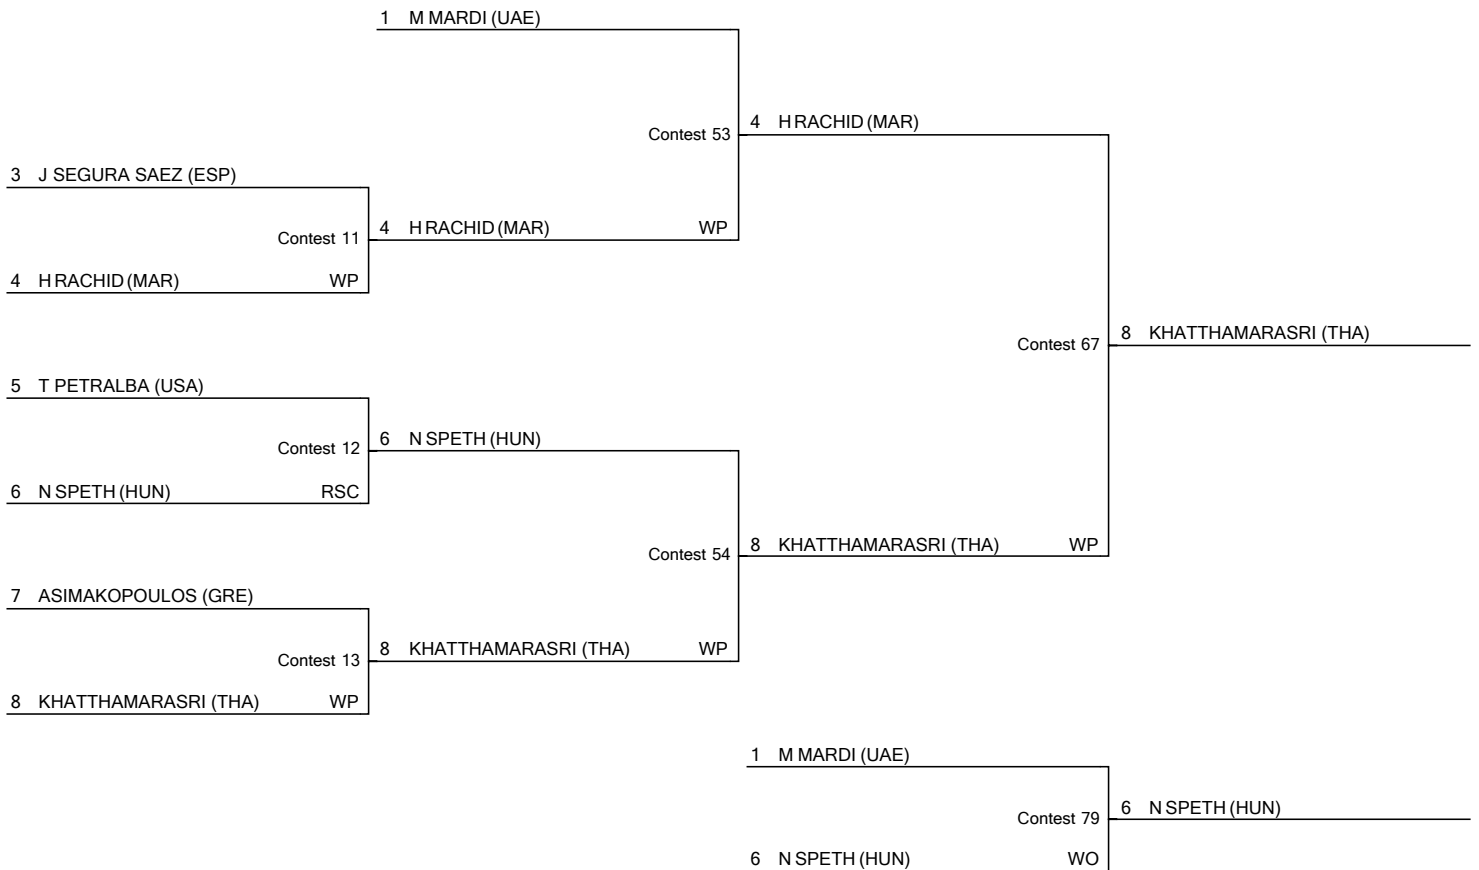 1 M MARDI (UAE)
Contest 53
4 H RACHID (MAR)
3 J SEGURA SAEZ (ESP)
Contest 11
4 H RACHID (MAR) WP
4 H RACHID (MAR) WP
Contest 67
8 KHATTHAMARASRI (THA)
5 T PETRALBA (USA)
Contest 12
6 N SPETH (HUN)
6 N SPETH (HUN) RSC
Contest 54
8 KHATTHAMARASRI (THA) WP
7 ASIMAKOPOULOS (GRE)
Contest 13
8 KHATTHAMARASRI (THA) WP
8 KHATTHAMARASRI (THA) WP
1 M MARDI (UAE)
Contest 79
6 N SPETH (HUN)
6 N SPETH (HUN) WO